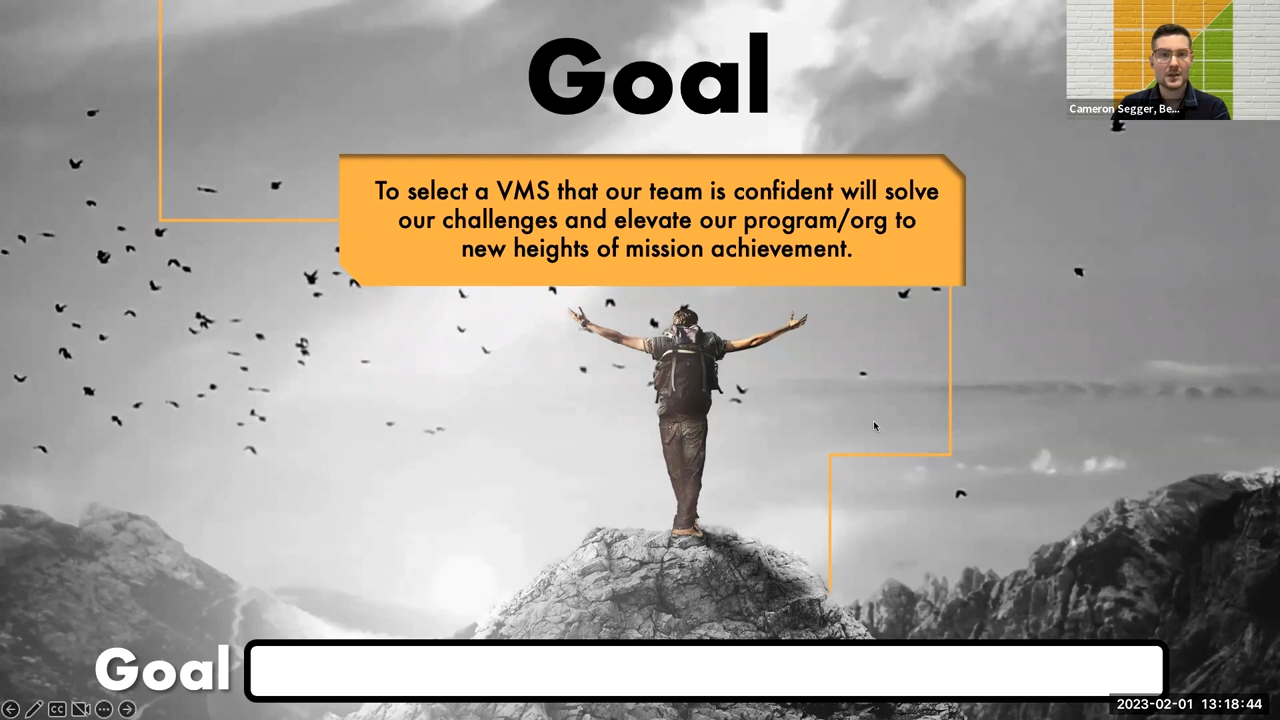 Goal
Cameron Segger, Be...
To select a VMS that our team is confident will solve
our challenges and elevate our program/org to
new heights of mission achievement.
Goal
CC
2023-02-01 13:18:44